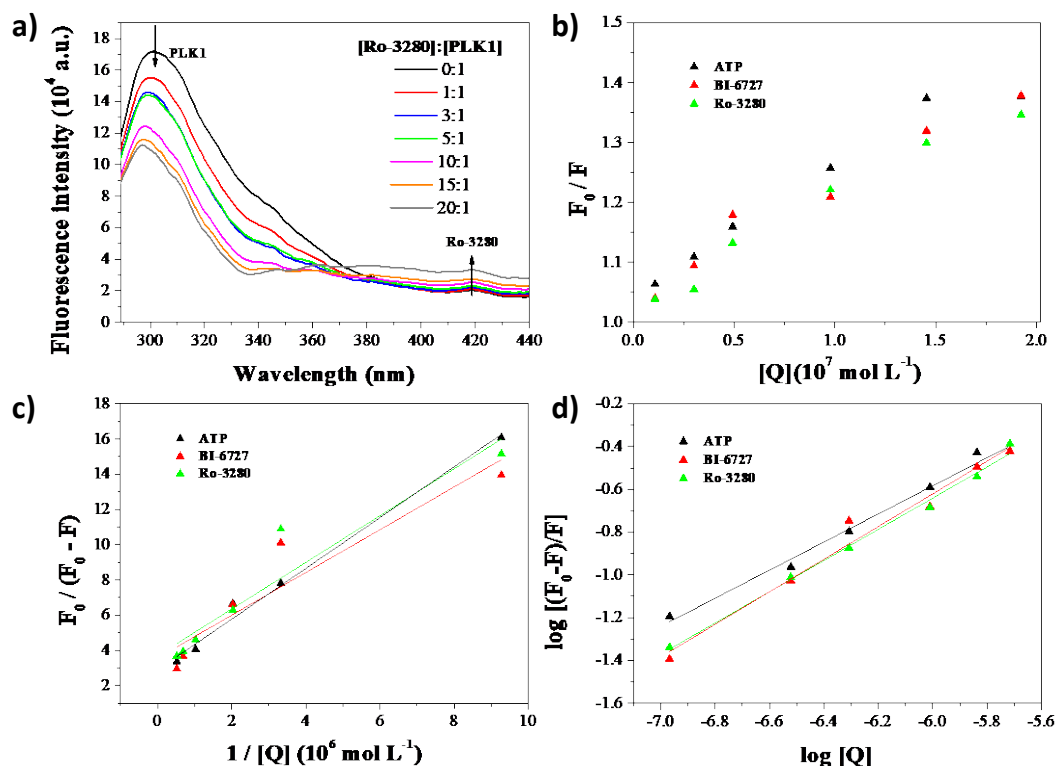 a)
Fluorescence intensity (10⁴ a.u.)
18
16
14
12
10
8
6
4
2
0
PLK1
[Ro-3280]:[PLK1]
0:1
1:1
3:1
5:1
10:1
15:1
20:1
Ro-3280
300 320 340 360 380 400 420 440
Wavelength (nm)
b)
F₀ / F
1.5
1.4
1.3
1.2
1.1
1.0
ATP
BI-6727
Ro-3280
0.0 0.5 1.0 1.5 2.0
[Q](10⁷ mol L⁻¹)
c)
F₀ / (F₀ - F)
18
16
14
12
10
8
6
4
2
ATP
BI-6727
Ro-3280
0 2 4 6 8 10
1 / [Q] (10⁶ mol L⁻¹)
d)
log [(F₀-F)/F]
-0.2
-0.4
-0.6
-0.8
-1.0
-1.2
-1.4
-1.6
ATP
BI-6727
Ro-3280
-7.0 -6.8 -6.6 -6.4 -6.2 -6.0 -5.8 -5.6
log [Q]